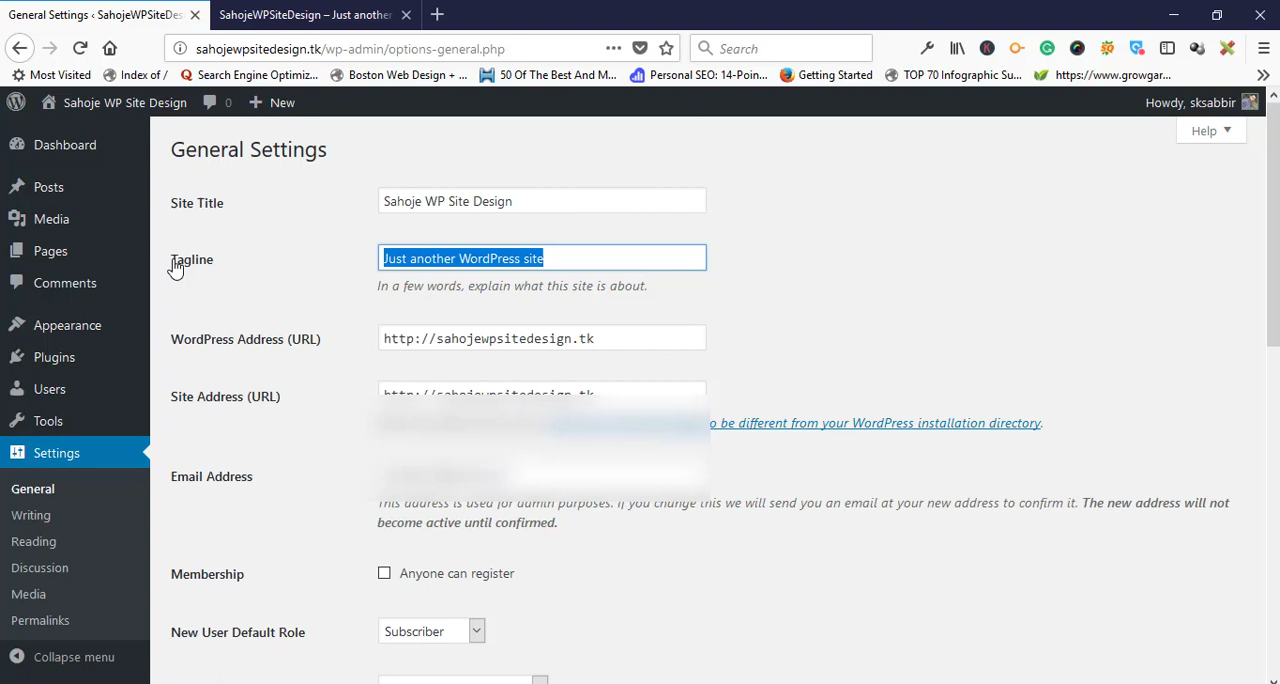 General Settings ‹ SahojeWPSiteDes
SahojeWPSiteDesign – Just anothe
sahojewpsitedesign.tk/wp-admin/options-general.php
Search
Most Visited
Index of /
Search Engine Optimiz...
Boston Web Design + ...
50 Of The Best And M...
Personal SEO: 14-Poin...
Getting Started
TOP 70 Infographic Su...
https://www.growgar...
Sahoje WP Site Design
0
New
Howdy, sksabbir
Help
Dashboard
Posts
Media
Pages
Comments
Appearance
Plugins
Users
Tools
Settings
General
Writing
Reading
Discussion
Media
Permalinks
Collapse menu
General Settings
Site Title
Sahoje WP Site Design
Tagline
Just another WordPress site
In a few words, explain what this site is about.
WordPress Address (URL)
http://sahojewpsitedesign.tk
Site Address (URL)
http://sahojewpsitedesign.tk
o be different from your WordPress installation directory.
Email Address
This address is used for admin purposes. If you change this we will send you an email at your new address to confirm it. The new address will not
become active until confirmed.
Membership
Anyone can register
New User Default Role
Subscriber